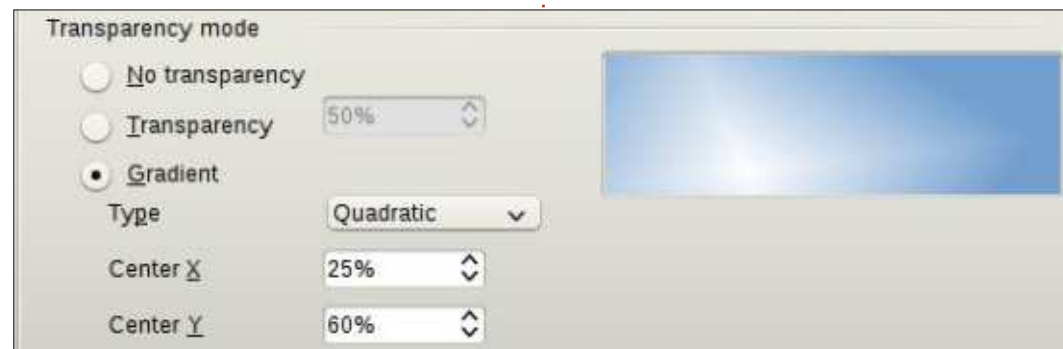 Transparency mode
No transparency
Transparency 50%
Gradient
Type Quadratic
Center X 25%
Center Y 60%